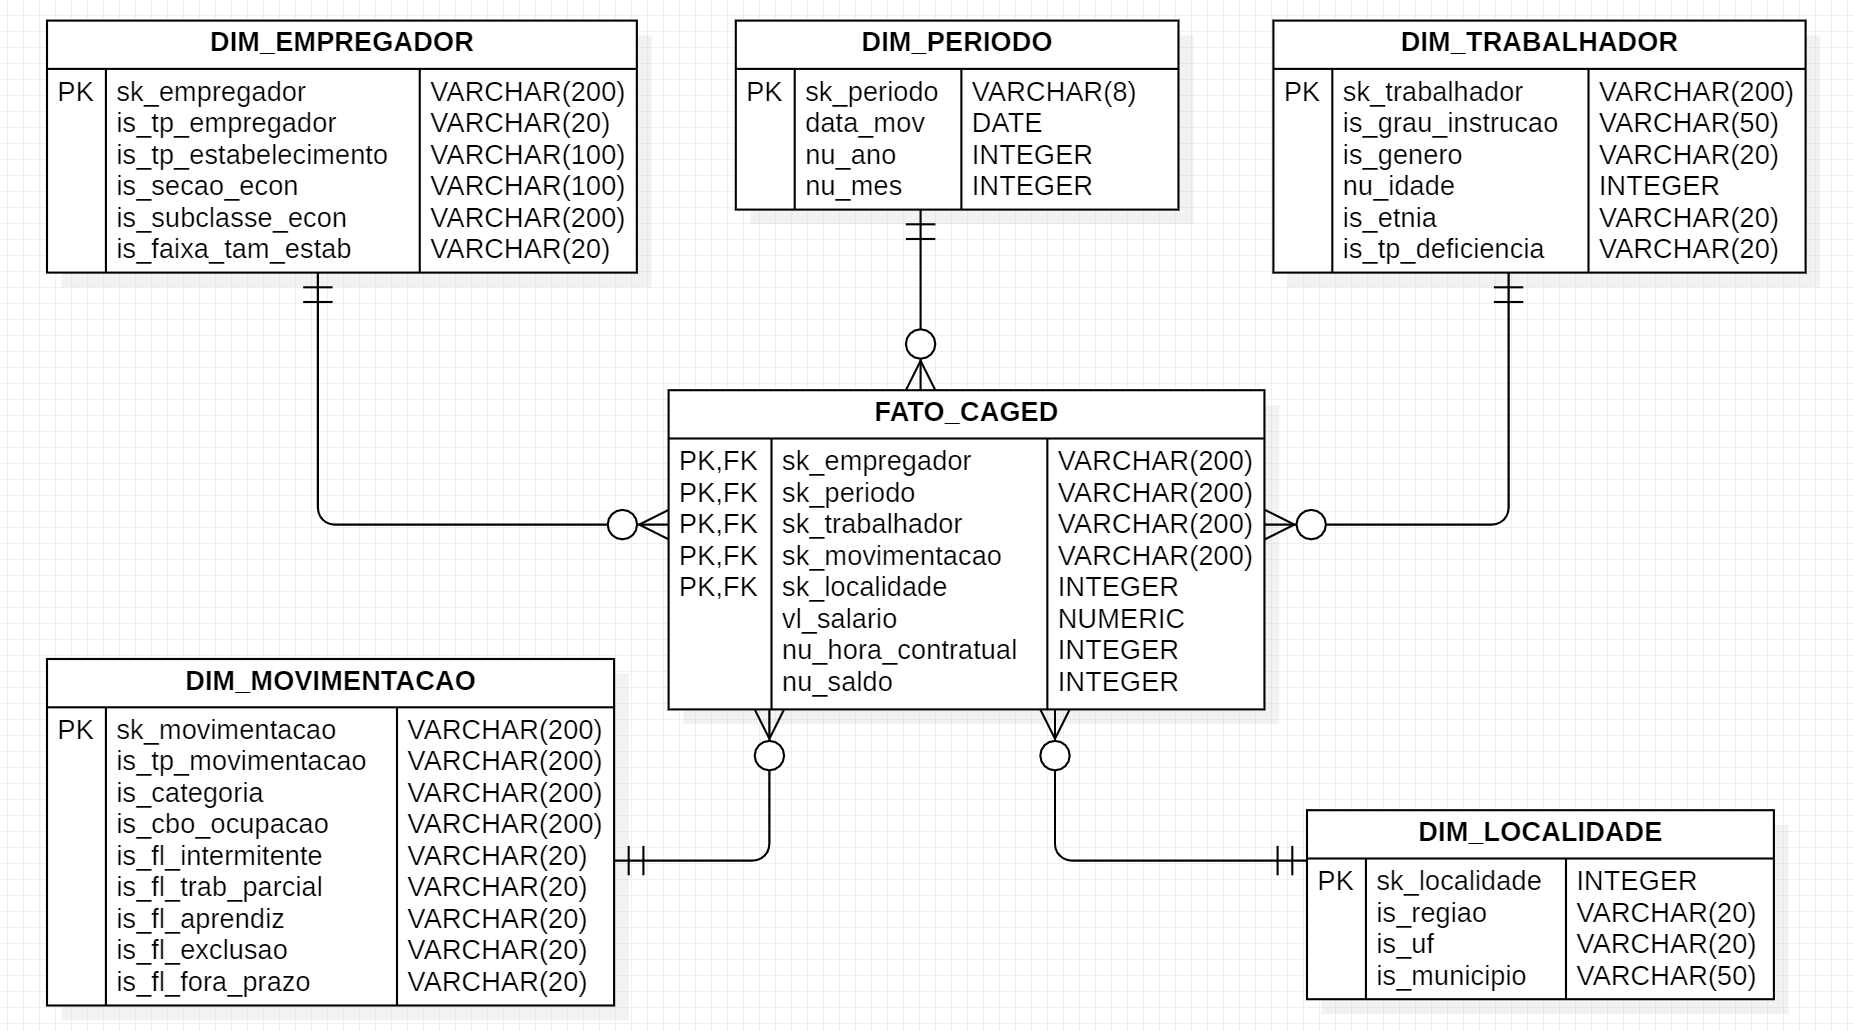 DIM_EMPREGADOR
PK sk_empregador VARCHAR(200)
is_tp_empregador VARCHAR(20)
is_tp_estabelecimento VARCHAR(100)
is_secao_econ VARCHAR(100)
is_subclasse_econ VARCHAR(200)
is_faixa_tam_estab VARCHAR(20)
DIM_PERIODO
PK sk_periodo VARCHAR(8)
data_mov DATE
nu_ano INTEGER
nu_mes INTEGER
DIM_TRABALHADOR
PK sk_trabalhador VARCHAR(200)
is_grau_instrucao VARCHAR(50)
is_genero VARCHAR(20)
nu_idade INTEGER
is_etnia VARCHAR(20)
is_tp_deficiencia VARCHAR(20)
FATO_CAGED
PK,FK sk_empregador VARCHAR(200)
PK,FK sk_periodo VARCHAR(200)
PK,FK sk_trabalhador VARCHAR(200)
PK,FK sk_movimentacao VARCHAR(200)
PK,FK sk_localidade INTEGER
vl_salario NUMERIC
nu_hora_contratual INTEGER
nu_saldo INTEGER
DIM_MOVIMENTACAO
PK sk_movimentacao VARCHAR(200)
is_tp_movimentacao VARCHAR(200)
is_categoria VARCHAR(200)
is_cbo_ocupacao VARCHAR(200)
is_fl_intermitente VARCHAR(20)
is_fl_trab_parcial VARCHAR(20)
is_fl_aprendiz VARCHAR(20)
is_fl_exclusao VARCHAR(20)
is_fl_fora_prazo VARCHAR(20)
DIM_LOCALIDADE
PK sk_localidade INTEGER
is_regiao VARCHAR(20)
is_uf VARCHAR(20)
is_municipio VARCHAR(50)